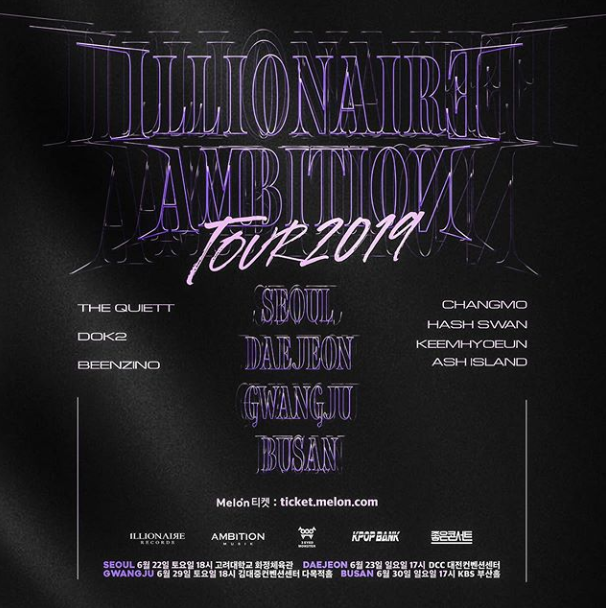 ILLIONAIRE
AMBITION
TOUR 2019
THE QUIETT
DOK2
BEENZINO
SEOUL
DAEJEON
GWANGJU
BUSAN
CHANGMO
HASH SWAN
KEEMHYOEUN
ASH ISLAND
Melon 티켓 : ticket.melon.com
ILLIONAIRE
RECORDS
AMBITION
MUSIK
KPOP BANK
좋은콘서트
SEOUL 6월 22일 토요일 18시 고려대학교 화정체육관 DAEJEON 6월 23일 일요일 17시 DCC 대전컨벤션센터
GWANGJU 6월 29일 토요일 18시 김대중컨벤션센터 다목적홀 BUSAN 6월 30일 일요일 17시 KBS 부산홀